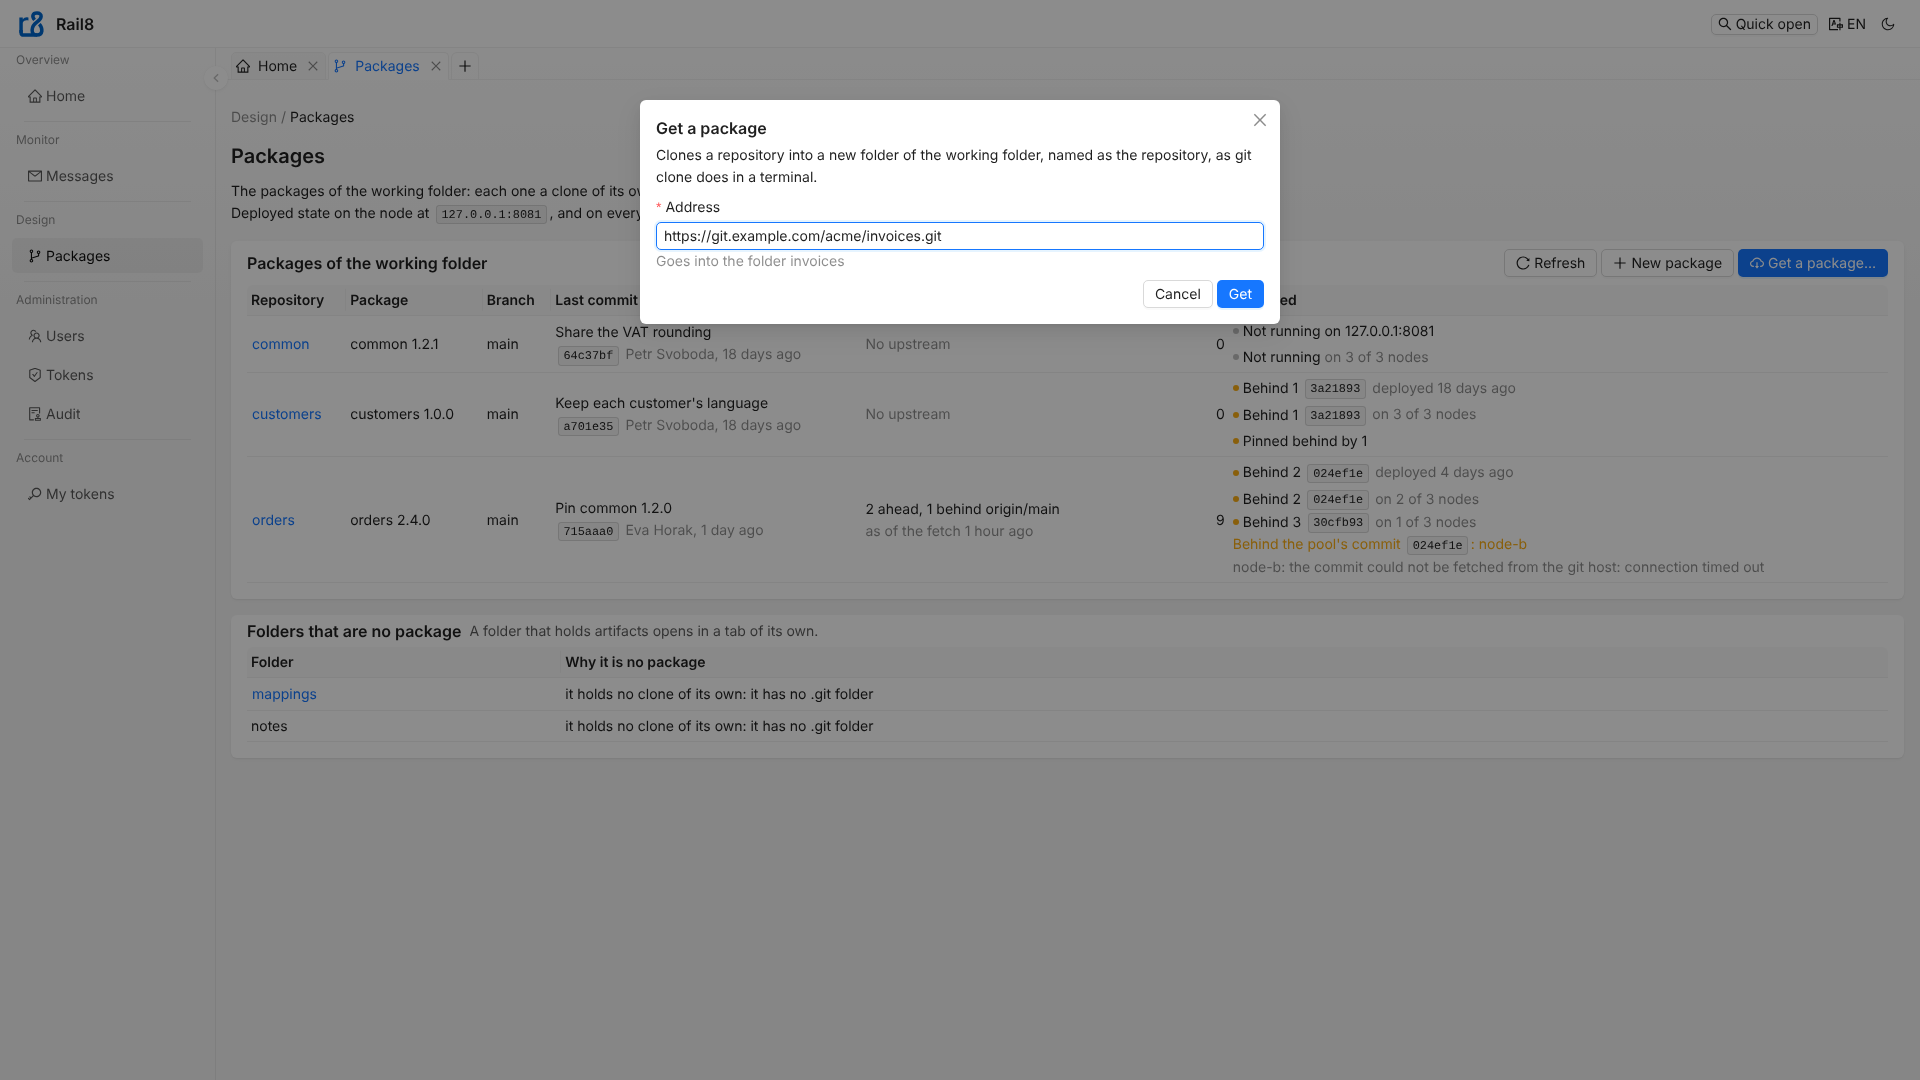 Rail8
Quick open
EN
Overview
Home
Monitor
Messages
Design
Packages
Administration
Users
Tokens
Audit
Account
My tokens
Home
Packages
Design / Packages
Packages
The packages of the working folder: each one a clone of its
Deployed state on the node at 127.0.0.1:8081, and on every
Get a package
Clones a repository into a new folder of the working folder, named as the repository, as git
clone does in a terminal.
* Address
https://git.example.com/acme/invoices.git
Goes into the folder invoices
Cancel Get
Packages of the working folder
Refresh New package Get a package...
Repository Package Branch Last commit
common common 1.2.1 main Share the VAT rounding
64c37bf Petr Svoboda, 18 days ago
No upstream 0
Not running on 127.0.0.1:8081
Not running on 3 of 3 nodes
customers customers 1.0.0 main Keep each customer's language
a701e35 Petr Svoboda, 18 days ago
No upstream 0
Behind 1 3a21893 deployed 18 days ago
Behind 1 3a21893 on 3 of 3 nodes
Pinned behind by 1
orders orders 2.4.0 main Pin common 1.2.0
715aaa0 Eva Horak, 1 day ago
2 ahead, 1 behind origin/main
as of the fetch 1 hour ago
9
Behind 2 024ef1e deployed 4 days ago
Behind 2 024ef1e on 2 of 3 nodes
Behind 3 30cfb93 on 1 of 3 nodes
Behind the pool's commit 024ef1e: node-b
node-b: the commit could not be fetched from the git host: connection timed out
Folders that are no package A folder that holds artifacts opens in a tab of its own.
Folder Why it is no package
mappings it holds no clone of its own: it has no .git folder
notes it holds no clone of its own: it has no .git folder